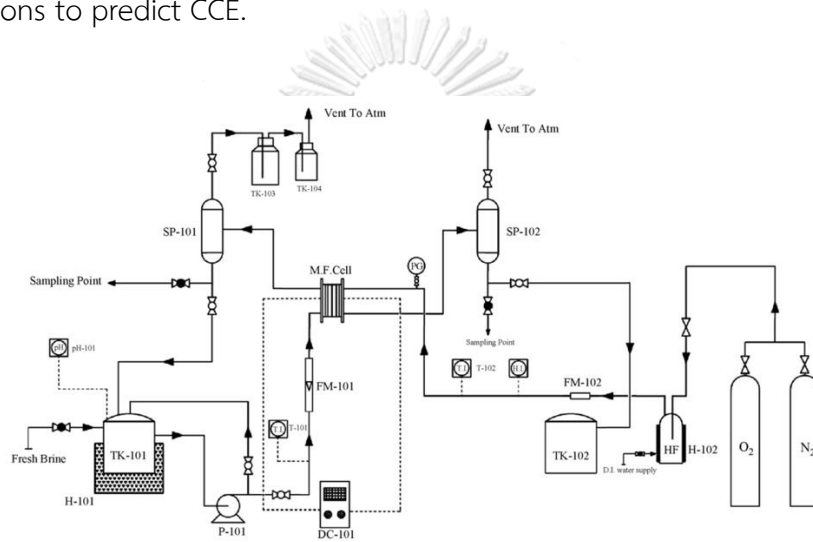 ons to predict CCE.
Vent To Atm
Vent To Atm
TK-103
TK-104
SP-101
SP-102
M.F.Cell
PG
Sampling Point
Sampling Point
pH
pH-101
T.I
T-102
H.I
FM-101
FM-102
T.I
T-101
Fresh Brine
TK-101
TK-102
HF
H-102
O2
N2
D.I. water supply
H-101
P-101
DC-101